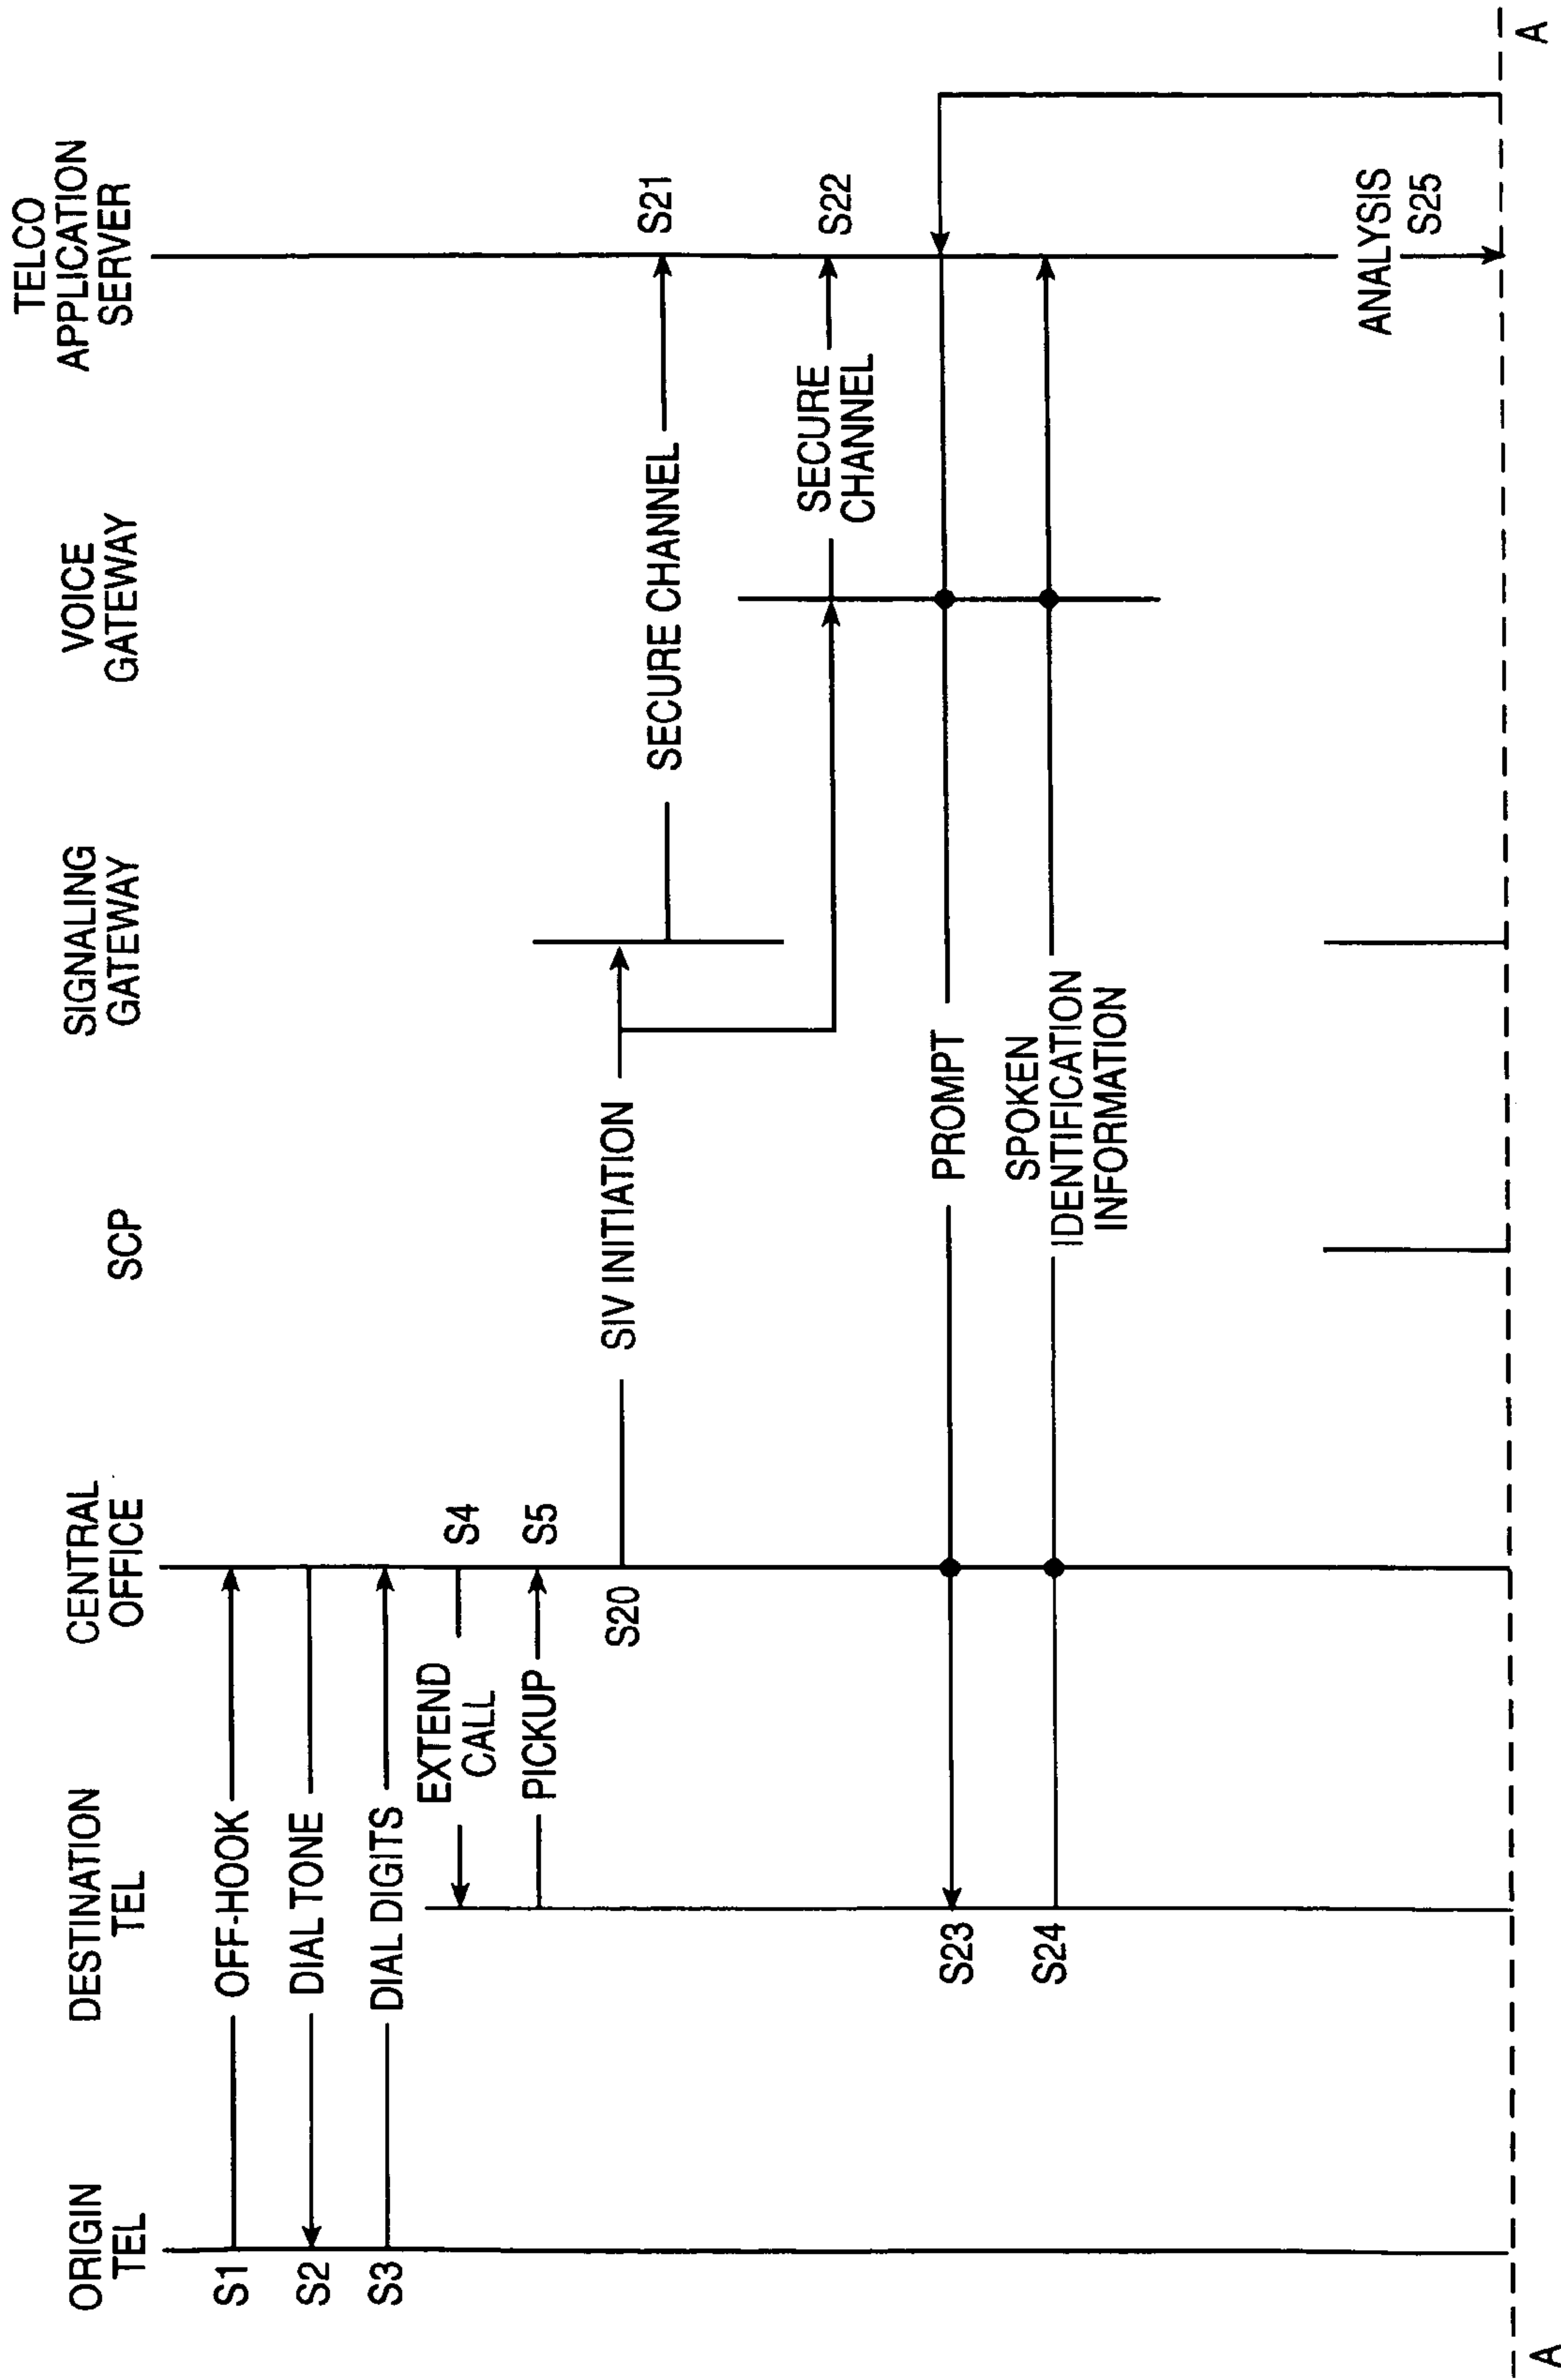 ORIGIN
TEL
DESTINATION
TEL
CENTRAL
OFFICE
SCP
SIGNALING
GATEWAY
VOICE
GATEWAY
TELCO
APPLICATION
SERVER
S1
OFF-HOOK
S2
DIAL TONE
S3
DIAL DIGITS
EXTEND
CALL
S4
PICKUP
S5
S20
SIV INITIATION
SECURE CHANNEL
S21
SECURE
CHANNEL
S22
S23
PROMPT
S24
SPOKEN
IDENTIFICATION
INFORMATION
ANALYSIS
S25
A
A